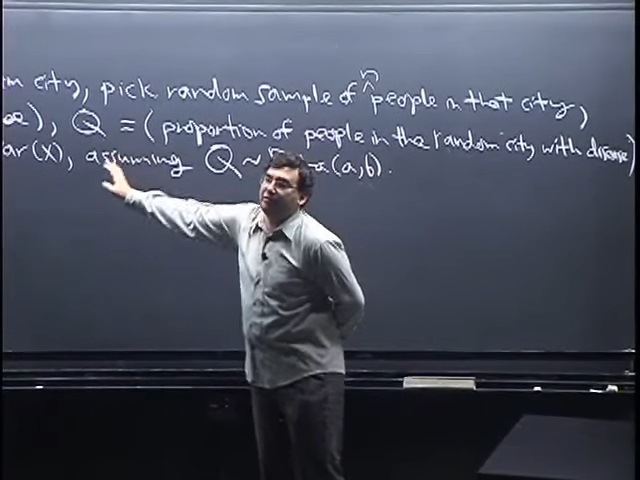 m city, pick random sample of n people in that city,
), Q = (proportion of people in the random city with disease)
ar(X), assuming Q ~ (a,b).